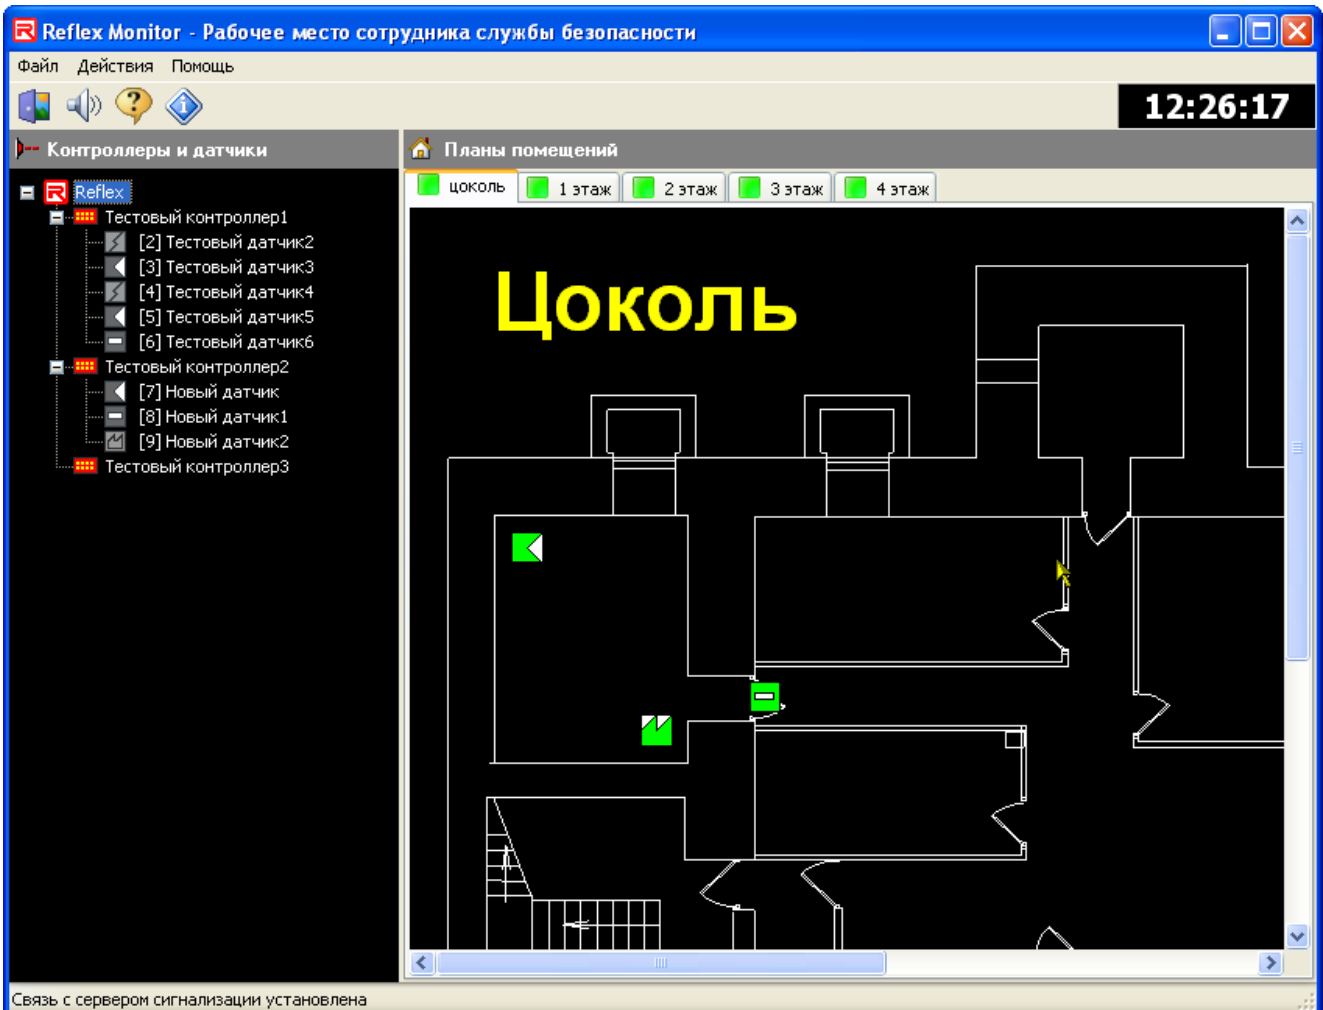 Reflex Monitor - Рабочее место сотрудника службы безопасности
Файл Действия Помощь
12:26:17
Контроллеры и датчики
Планы помещений
Reflex
Тестовый контроллер1
[2] Тестовый датчик2
[3] Тестовый датчик3
[4] Тестовый датчик4
[5] Тестовый датчик5
[6] Тестовый датчик6
Тестовый контроллер2
[7] Новый датчик
[8] Новый датчик1
[9] Новый датчик2
Тестовый контроллер3
цоколь 1 этаж 2 этаж 3 этаж 4 этаж
Цоколь
Связь с сервером сигнализации установлена